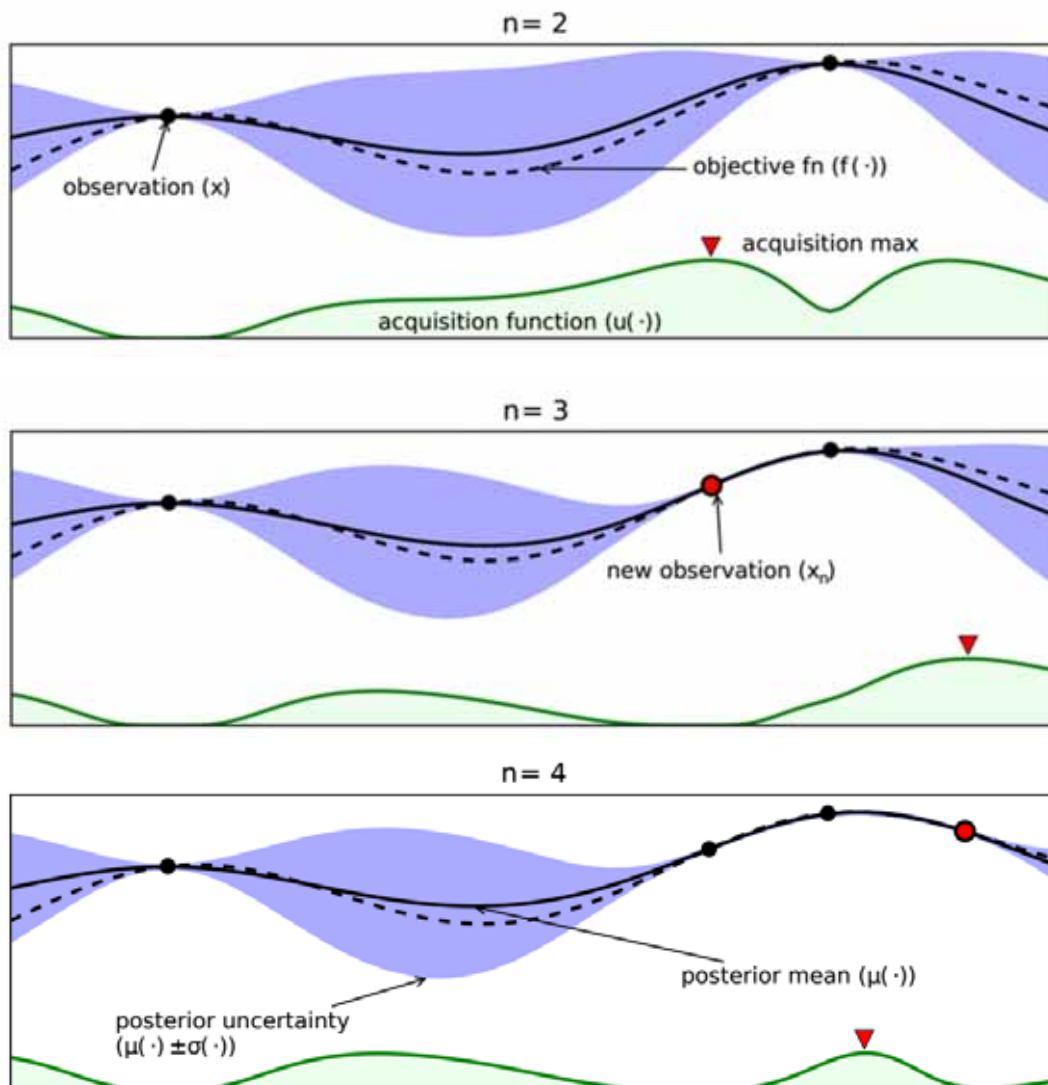 n= 2
observation (x)
objective fn (f(·))
acquisition max
acquisition function (u(·))
n= 3
new observation (xₙ)
n= 4
posterior mean (μ(·))
posterior uncertainty
(μ(·) ±σ(·))